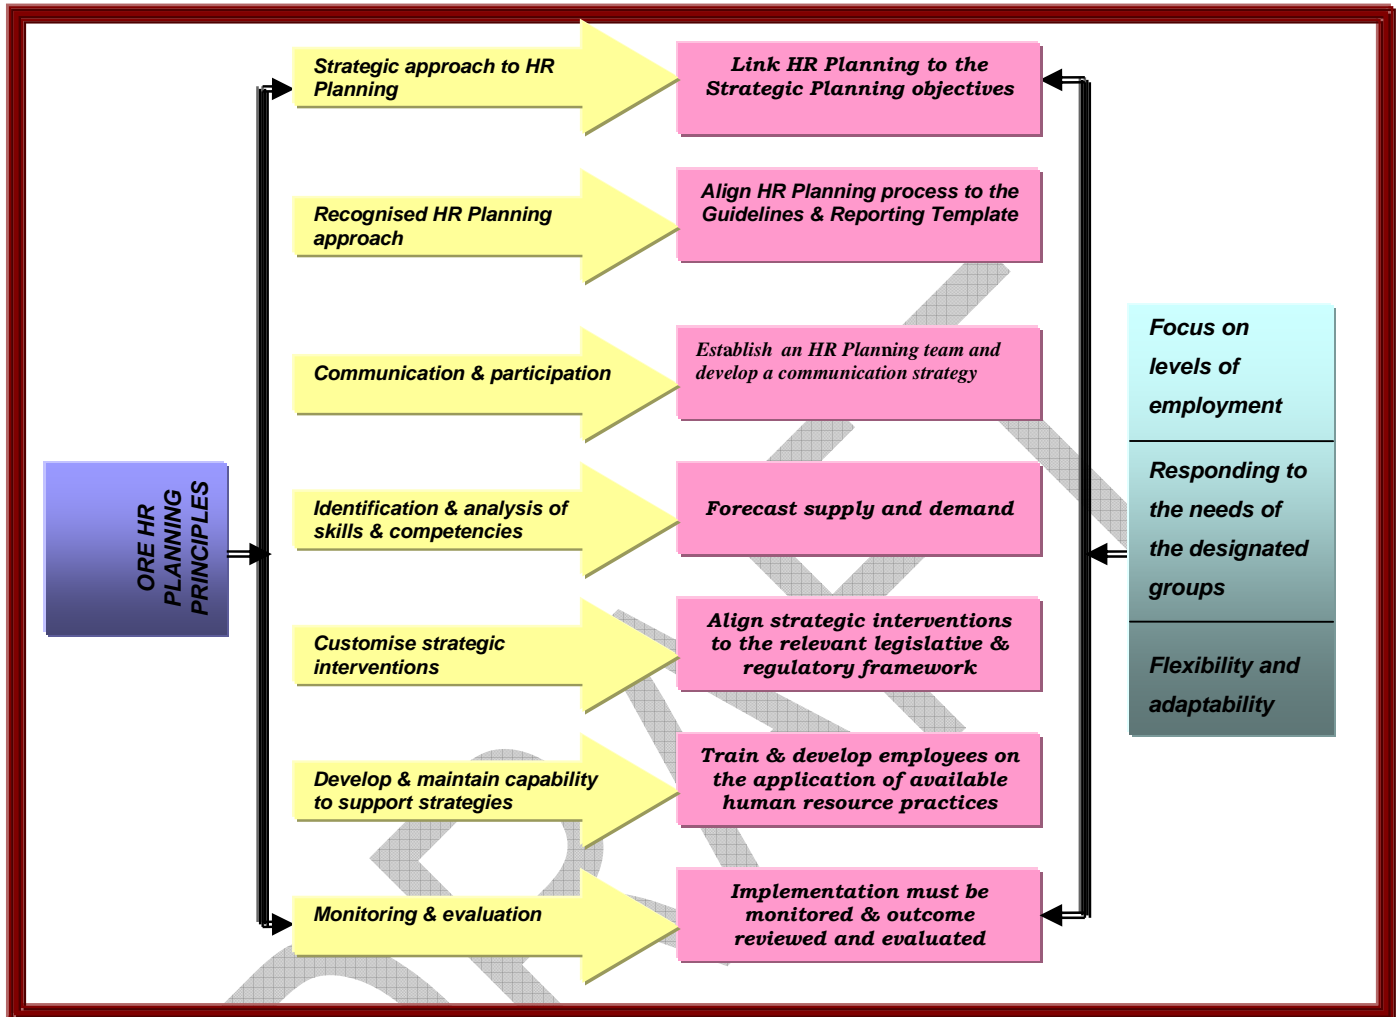 Strategic approach to HR
Planning
Link HR Planning to the
Strategic Planning objectives
Recognised HR Planning
approach
Align HR Planning process to the
Guidelines & Reporting Template
Communication & participation
Establish an HR Planning team and
develop a communication strategy
ORE HR
PLANNING
PRINCIPLES
Identification & analysis of
skills & competencies
Forecast supply and demand
Customise strategic
interventions
Align strategic interventions
to the relevant legislative &
regulatory framework
Develop & maintain capability
to support strategies
Train & develop employees on
the application of available
human resource practices
Monitoring & evaluation
Implementation must be
monitored & outcome
reviewed and evaluated
Focus on
levels of
employment
Responding to
the needs of
the designated
groups
Flexibility and
adaptability
DRAFT